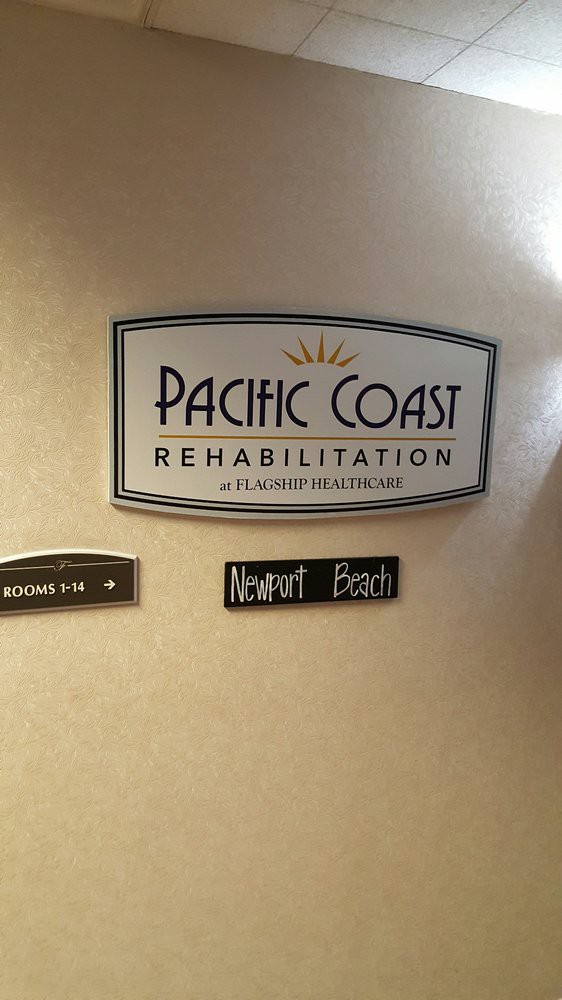 PACIFIC COAST
REHABILITATION
at FLAGSHIP HEALTHCARE
ROOMS 1-14 →
Newport Beach